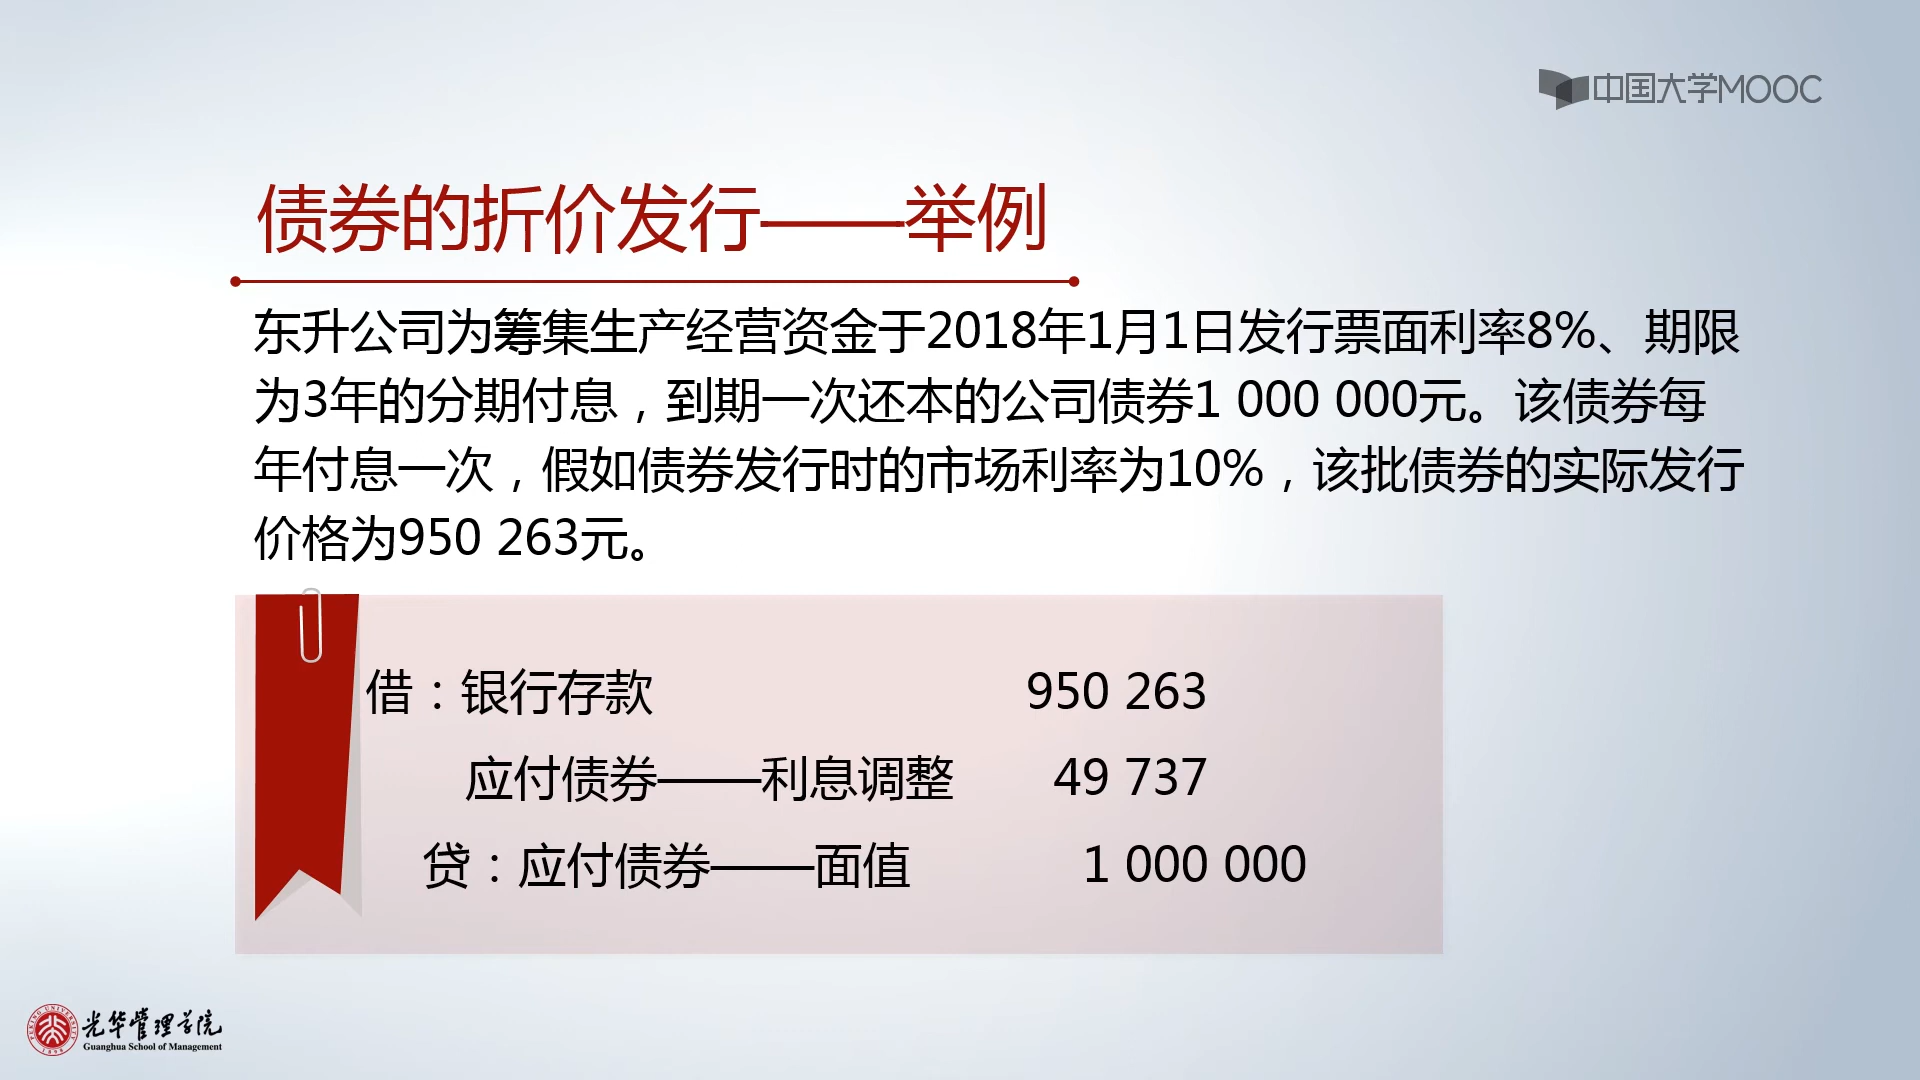 中国大学MOOC
债券的折价发行——举例
东升公司为筹集生产经营资金于2018年1月1日发行票面利率8%、期限
为3年的分期付息，到期一次还本的公司债券1 000 000元。该债券每
年付息一次，假如债券发行时的市场利率为10%，该批债券的实际发行
价格为950 263元。
借：银行存款 950 263
应付债券——利息调整 49 737
贷：应付债券——面值 1 000 000
PEKING UNIVERSITY
1898
光华管理学院
Guanghua School of Management